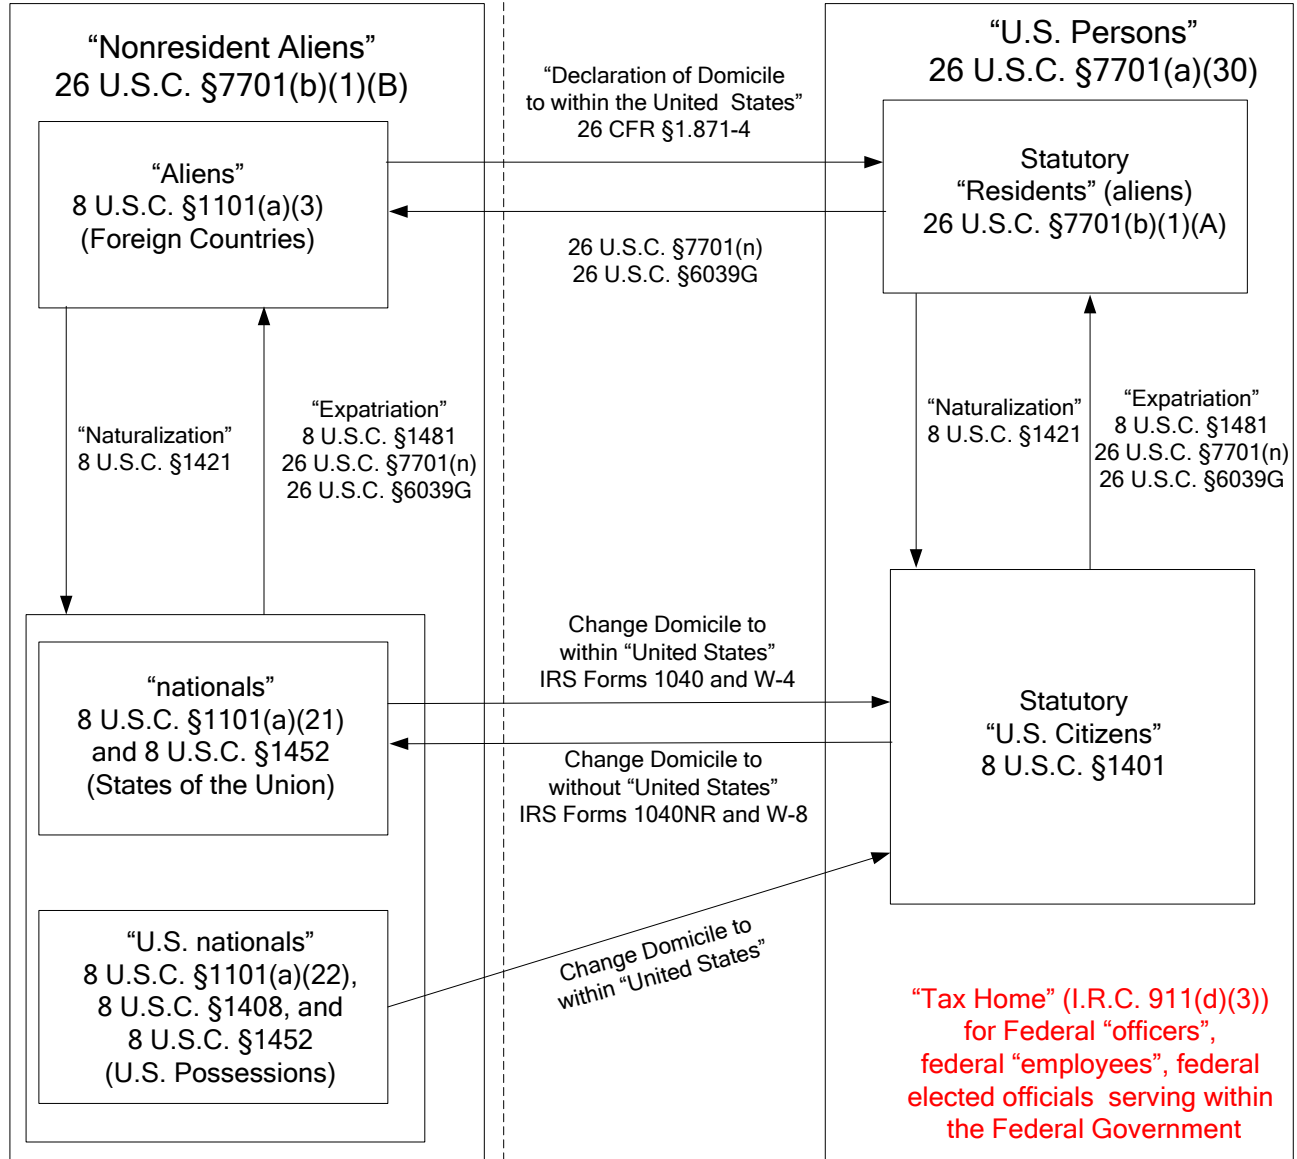 “Nonresident Aliens”
26 U.S.C. §7701(b)(1)(B)
“Aliens”
8 U.S.C. §1101(a)(3)
(Foreign Countries)
“Naturalization”
8 U.S.C. §1421
“Expatriation”
8 U.S.C. §1481
26 U.S.C. §7701(n)
26 U.S.C. §6039G
“nationals”
8 U.S.C. §1101(a)(21)
and 8 U.S.C. §1452
(States of the Union)
“U.S. nationals”
8 U.S.C. §1101(a)(22),
8 U.S.C. §1408, and
8 U.S.C. §1452
(U.S. Possessions)
“Declaration of Domicile
to within the United States”
26 CFR §1.871-4
26 U.S.C. §7701(n)
26 U.S.C. §6039G
Change Domicile to
within “United States”
IRS Forms 1040 and W-4
Change Domicile to
without “United States”
IRS Forms 1040NR and W-8
Change Domicile to
within “United States”
“U.S. Persons”
26 U.S.C. §7701(a)(30)
Statutory
“Residents” (aliens)
26 U.S.C. §7701(b)(1)(A)
“Naturalization”
8 U.S.C. §1421
“Expatriation”
8 U.S.C. §1481
26 U.S.C. §7701(n)
26 U.S.C. §6039G
Statutory
“U.S. Citizens”
8 U.S.C. §1401
“Tax Home” (I.R.C. 911(d)(3))
for Federal “officers”,
federal “employees”, federal
elected officials serving within
the Federal Government